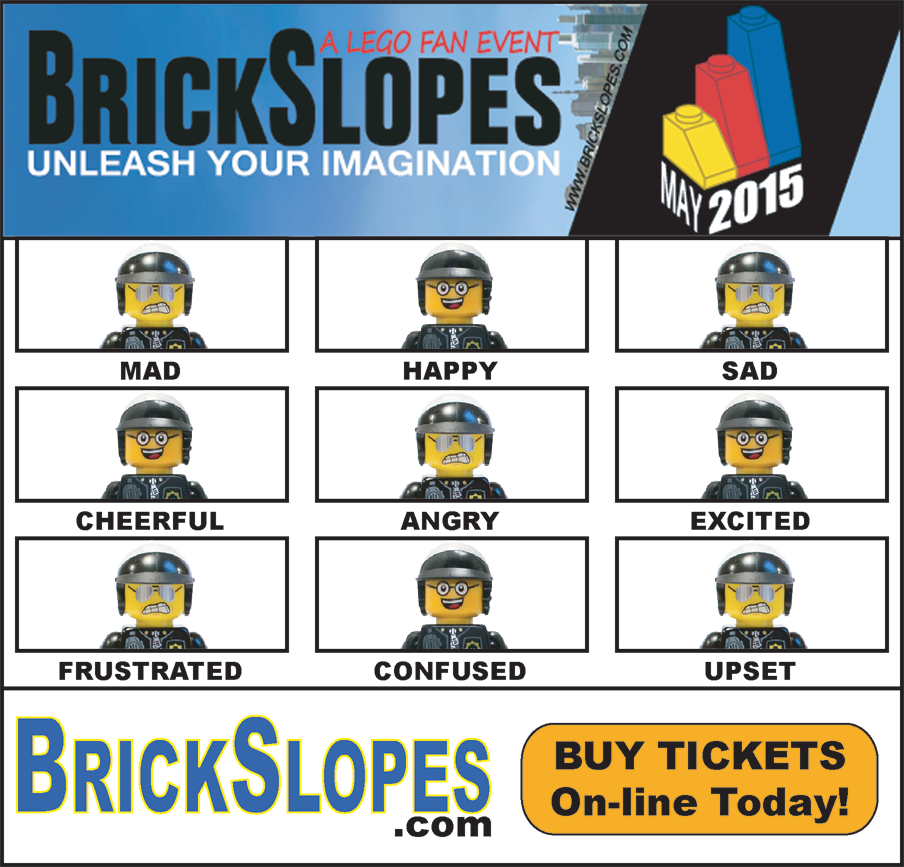 A LEGO FAN EVENT
BRICKSLOPES
UNLEASH YOUR IMAGINATION
WWW.BRICKSLOPES.COM
MAY 2015
MAD HAPPY SAD
CHEERFUL ANGRY EXCITED
FRUSTRATED CONFUSED UPSET
BRICKSLOPES
.com
BUY TICKETS
On-line Today!